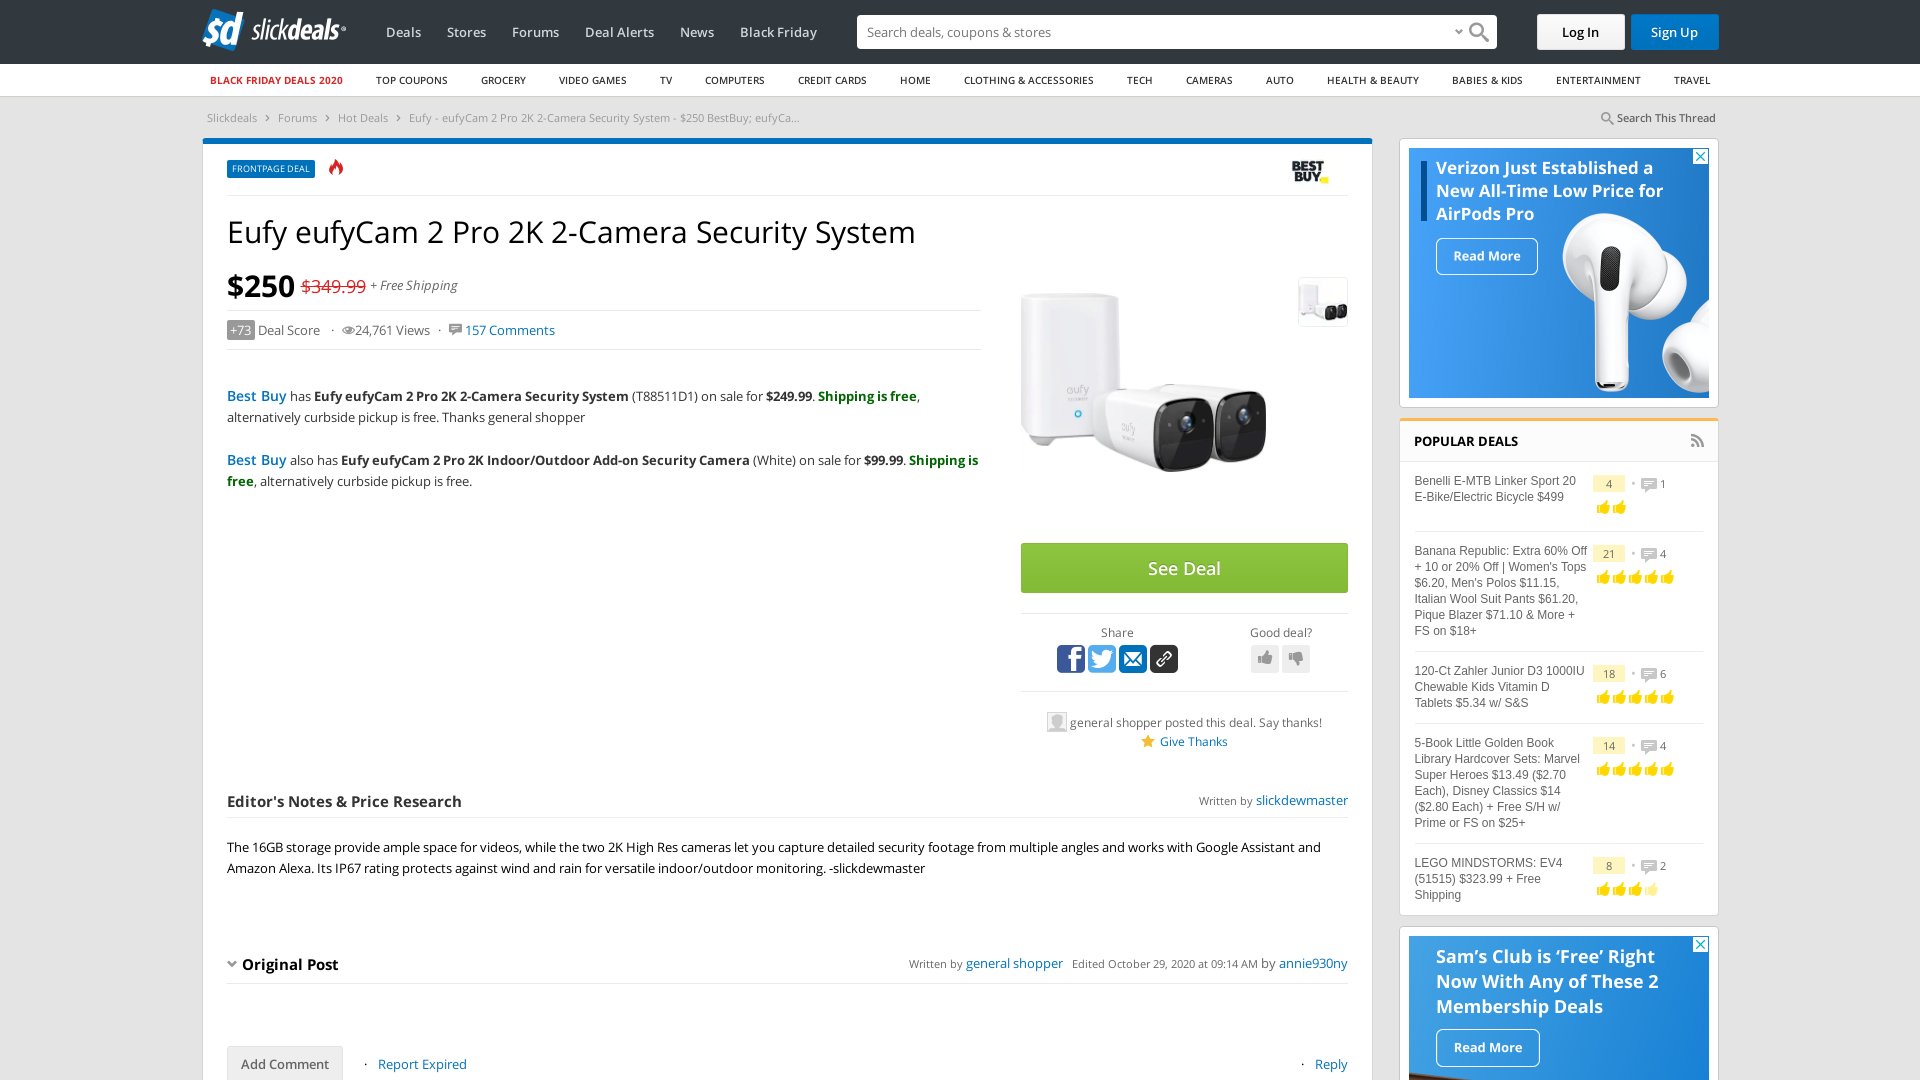 sd slickdeals
Deals
Stores
Forums
Deal Alerts
News
Black Friday
Search deals, coupons & stores
Log In
Sign Up
BLACK FRIDAY DEALS 2020
TOP COUPONS
GROCERY
VIDEO GAMES
TV
COMPUTERS
CREDIT CARDS
HOME
CLOTHING & ACCESSORIES
TECH
CAMERAS
AUTO
HEALTH & BEAUTY
BABIES & KIDS
ENTERTAINMENT
TRAVEL
Slickdeals › Forums › Hot Deals › Eufy - eufyCam 2 Pro 2K 2-Camera Security System - $250 BestBuy; eufyCa...
Search This Thread
FRONTPAGE DEAL
BEST
BUY
Eufy eufyCam 2 Pro 2K 2-Camera Security System
$250 $349.99 + Free Shipping
+73 Deal Score · 24,761 Views · 157 Comments
Best Buy has Eufy eufyCam 2 Pro 2K 2-Camera Security System (T88511D1) on sale for $249.99. Shipping is free,
alternatively curbside pickup is free. Thanks general shopper
Best Buy also has Eufy eufyCam 2 Pro 2K Indoor/Outdoor Add-on Security Camera (White) on sale for $99.99. Shipping is
free, alternatively curbside pickup is free.
eufy
SECURITY
eufy
See Deal
Share
Good deal?
general shopper posted this deal. Say thanks!
Give Thanks
Editor's Notes & Price Research
Written by slickdewmaster
The 16GB storage provide ample space for videos, while the two 2K High Res cameras let you capture detailed security footage from multiple angles and works with Google Assistant and
Amazon Alexa. Its IP67 rating protects against wind and rain for versatile indoor/outdoor monitoring. -slickdewmaster
Original Post
Written by general shopper Edited October 29, 2020 at 09:14 AM by annie930ny
Add Comment
· Report Expired
· Reply
Verizon Just Established a
New All-Time Low Price for
AirPods Pro
Read More
POPULAR DEALS
Benelli E-MTB Linker Sport 20
E-Bike/Electric Bicycle $499
4 • 1
Banana Republic: Extra 60% Off
+ 10 or 20% Off | Women's Tops
$6.20, Men's Polos $11.15,
Italian Wool Suit Pants $61.20,
Pique Blazer $71.10 & More +
FS on $18+
21 • 4
120-Ct Zahler Junior D3 1000IU
Chewable Kids Vitamin D
Tablets $5.34 w/ S&S
18 • 6
5-Book Little Golden Book
Library Hardcover Sets: Marvel
Super Heroes $13.49 ($2.70
Each), Disney Classics $14
($2.80 Each) + Free S/H w/
Prime or FS on $25+
14 • 4
LEGO MINDSTORMS: EV4
(51515) $323.99 + Free
Shipping
8 • 2
Sam's Club is ‘Free’ Right
Now With Any of These 2
Membership Deals
Read More